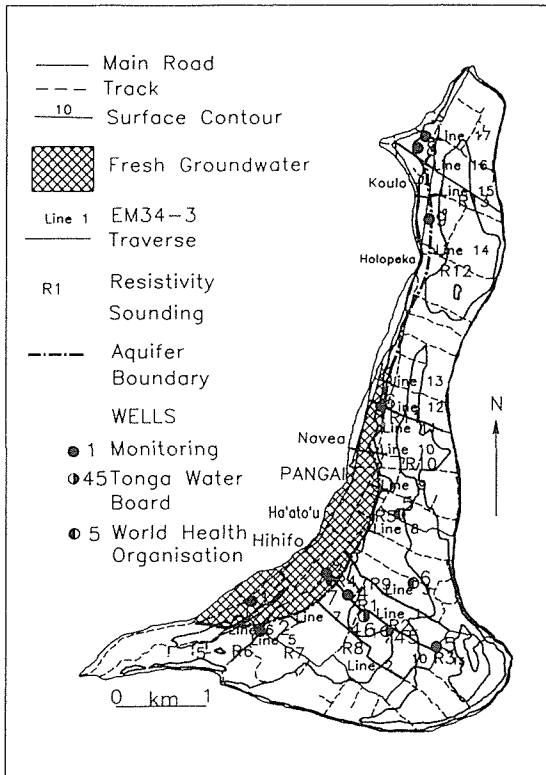 Main Road
Track
10
Surface Contour
Fresh Groundwater
Line 1 EM34-3
Traverse
R1 Resistivity
Sounding
Aquifer
Boundary
WELLS
1 Monitoring
45 Tonga Water
Board
5 World Health
Organisation
0 km 1
N
Line 17
Line 16
Koulo
Line 15
Line 14
Holopeka
R12
Line 13
Line 12
Navea
Line 10
R10
PANGAI
Line 9
Ha'ato'u
Line 8
Hihifo
R9
6
Line 5
R6
R7
R8
Line 2
10
R3